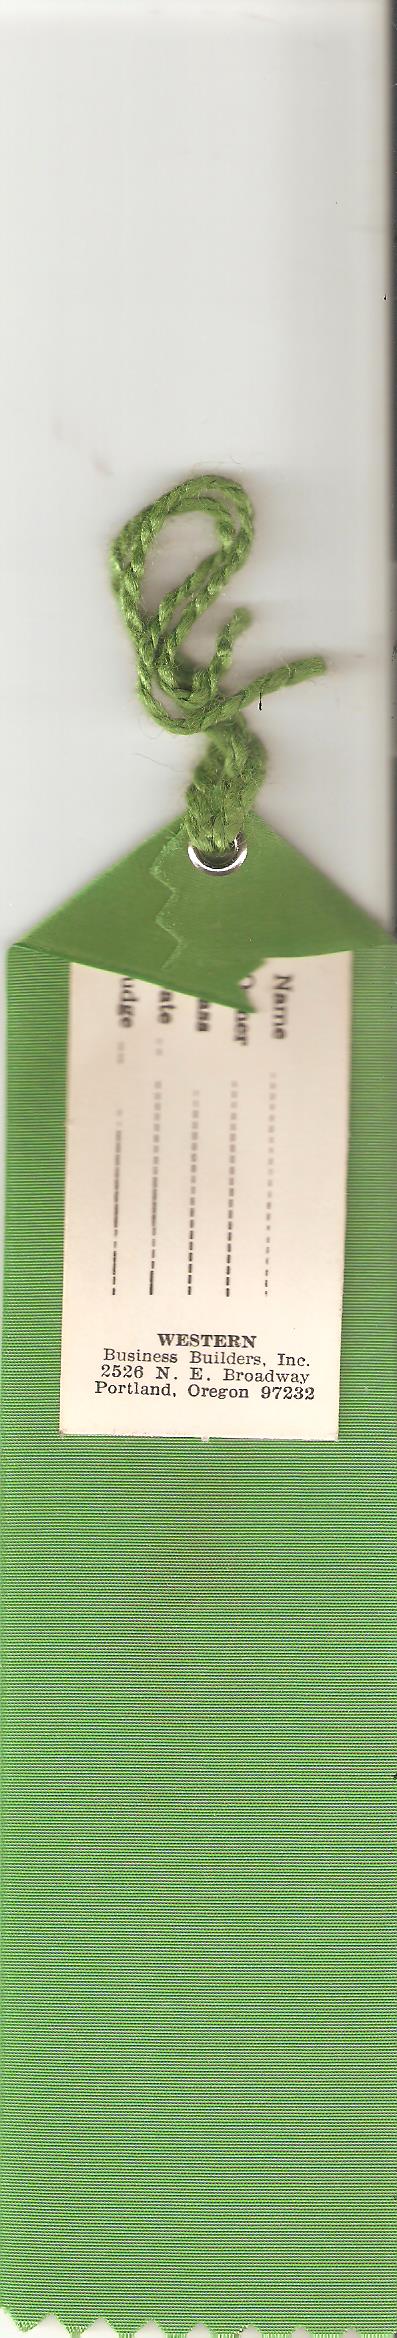 Name
WESTERN
Business Builders, Inc.
2526 N. E. Broadway
Portland, Oregon 97232